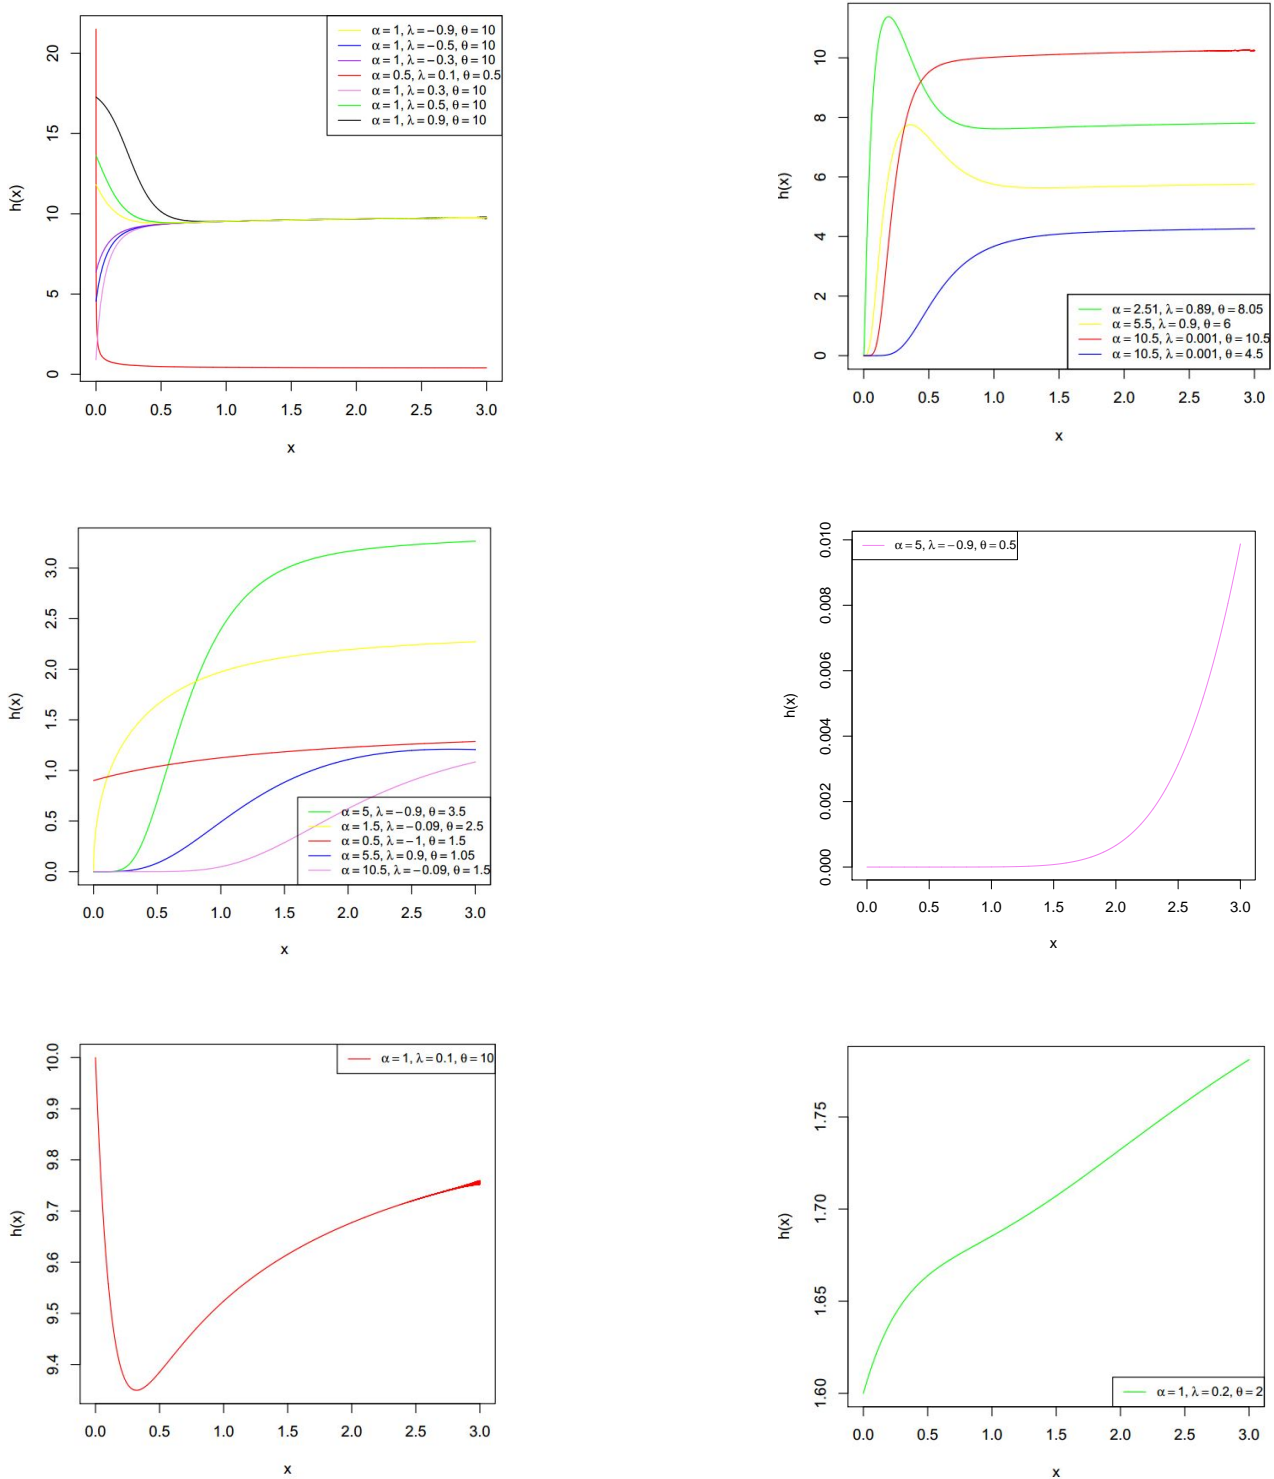 α = 1, λ = −0.9, θ = 10
α = 1, λ = −0.5, θ = 10
α = 1, λ = −0.3, θ = 10
α = 0.5, λ = 0.1, θ = 0.5
α = 1, λ = 0.3, θ = 10
α = 1, λ = 0.5, θ = 10
α = 1, λ = 0.9, θ = 10
20
15
10
5
0
h(x)
0.0 0.5 1.0 1.5 2.0 2.5 3.0
x
10
8
6
4
2
0
h(x)
α = 2.51, λ = 0.89, θ = 8.05
α = 5.5, λ = 0.9, θ = 6
α = 10.5, λ = 0.001, θ = 10.5
α = 10.5, λ = 0.001, θ = 4.5
0.0 0.5 1.0 1.5 2.0 2.5 3.0
x
3.0
2.5
2.0
1.5
1.0
0.5
0.0
h(x)
α = 5, λ = −0.9, θ = 3.5
α = 1.5, λ = −0.09, θ = 2.5
α = 0.5, λ = −1, θ = 1.5
α = 5.5, λ = 0.9, θ = 1.05
α = 10.5, λ = −0.09, θ = 1.5
0.0 0.5 1.0 1.5 2.0 2.5 3.0
x
α = 5, λ = −0.9, θ = 0.5
0.010
0.008
0.006
0.004
0.002
0.000
h(x)
0.0 0.5 1.0 1.5 2.0 2.5 3.0
x
α = 1, λ = 0.1, θ = 10
10.0
9.9
9.8
9.7
9.6
9.5
9.4
h(x)
0.0 0.5 1.0 1.5 2.0 2.5 3.0
x
1.75
1.70
1.65
1.60
h(x)
α = 1, λ = 0.2, θ = 2
0.0 0.5 1.0 1.5 2.0 2.5 3.0
x